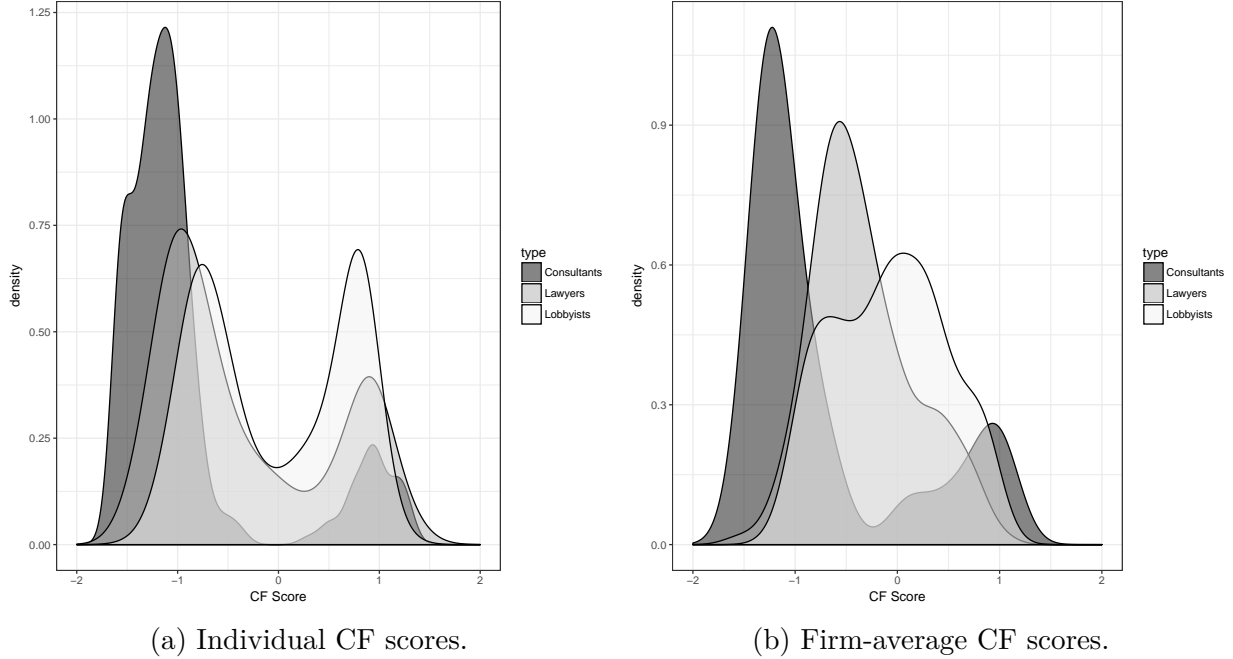 1.25
1.00
0.75
0.50
0.25
0.00
density
−2
−1
0
1
2
CF Score
type
Consultants
Lawyers
Lobbyists
(a) Individual CF scores.
0.9
0.6
0.3
0.0
density
−2
−1
0
1
2
CF Score
type
Consultants
Lawyers
Lobbyists
(b) Firm-average CF scores.